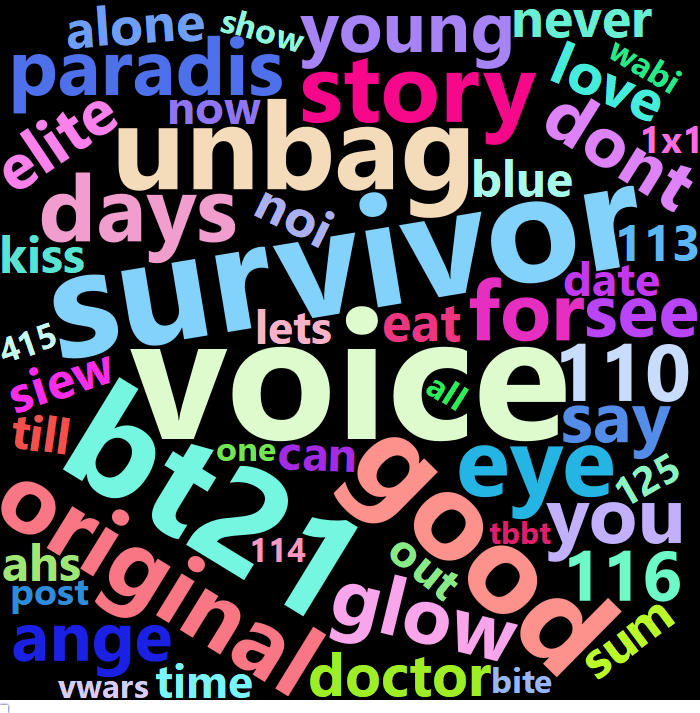 alone
show
young
never
paradis
story
love
wabi
elite
now
unbag
dont
1x1
blue
days
noi
survivor
113
kiss
date
for
see
lets
eat
415
voice
110
siew
all
say
till
bt21
one
can
good
eye
125
you
original
114
tbbt
ahs
out
116
post
glow
ange
sum
doctor
bite
vwars
time